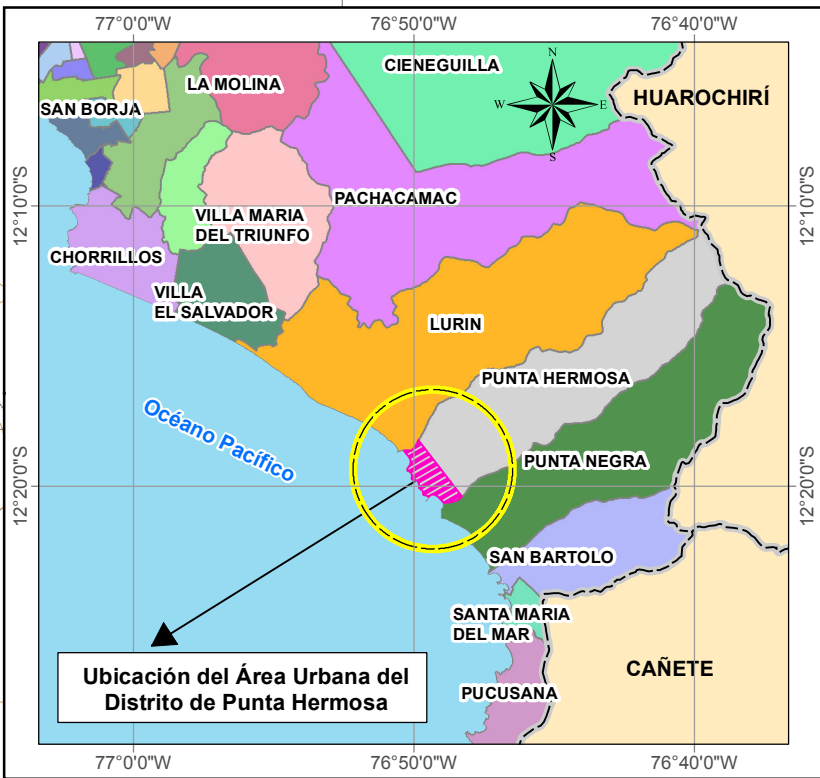 77°0'0"W 76°50'0"W 76°40'0"W
CIENEGUILLA
N
W E
S
HUAROCHIRÍ
LA MOLINA
SAN BORJA
12°10'0"S
12°10'0"S
PACHACAMAC
VILLA MARIA
DEL TRIUNFO
CHORRILLOS
VILLA
EL SALVADOR
LURIN
PUNTA HERMOSA
Océano Pacífico
PUNTA NEGRA
12°20'0"S
12°20'0"S
SAN BARTOLO
SANTA MARIA
DEL MAR
CAÑETE
PUCUSANA
Ubicación del Área Urbana del
Distrito de Punta Hermosa
77°0'0"W 76°50'0"W 76°40'0"W